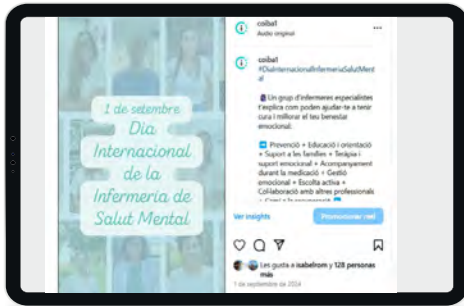 1 de setembre
Dia
Internacional
de la
Infermeria de
Salut Mental
coiba1
Audio original
coiba1
#DiaInternacionalInfermeriaSalutMent
al
Un grup d'infermeres especialistes
t'explica com poden ajudar-te a tenir
cura i millorar el teu benestar
emocional:
Prevenció + Educació i orientació
+ Suport a les famílies + Teràpia i
suport emocional + Acompanyament
durant la medicació + Gestió
emocional + Escolta activa +
Col·laboració amb altres professionals
Ver insights
Promocionar reel
Les gusta a isabelrom y 128 personas
más
1 de septiembre de 2024